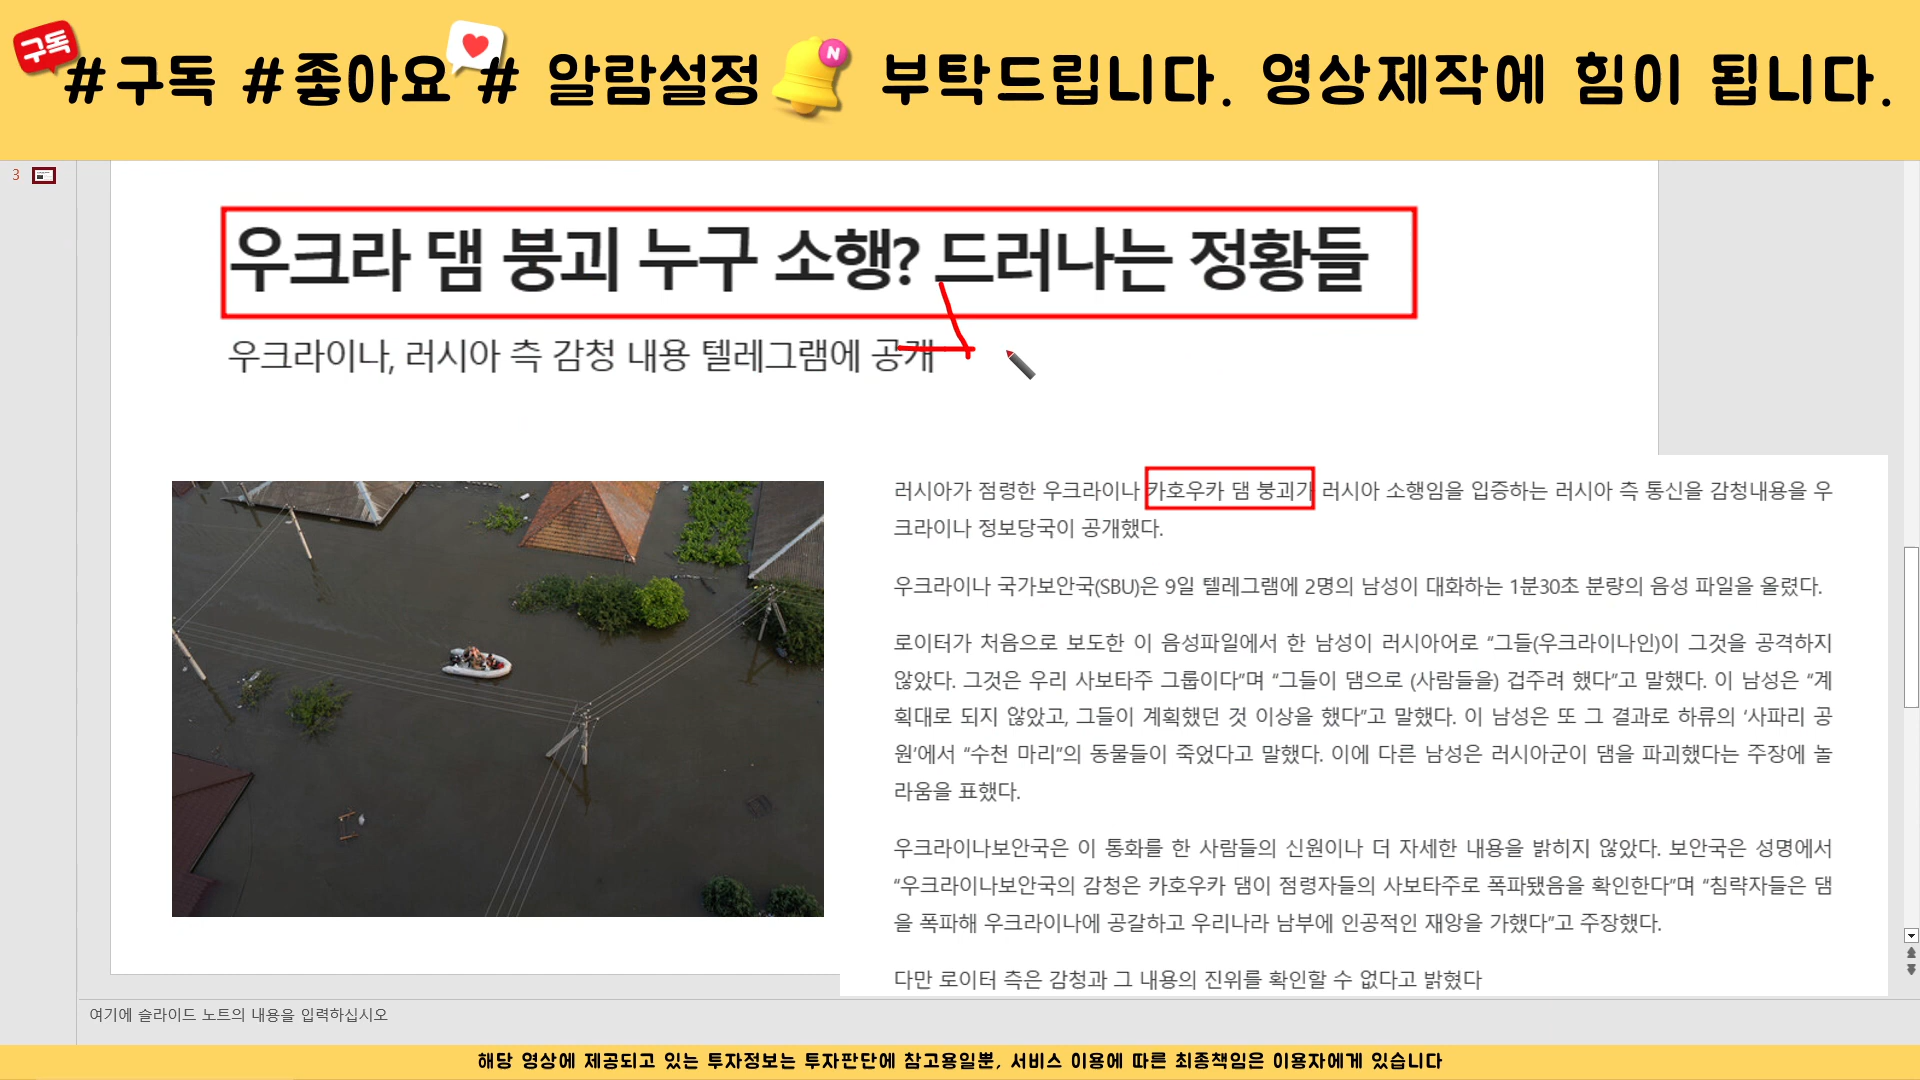 구독
#구독 #좋아요 # 알람설정 N 부탁드립니다. 영상제작에 힘이 됩니다.
3
우크라 댐 붕괴 누구 소행? 드러나는 정황들
우크라이나, 러시아 측 감청 내용 텔레그램에 공개
러시아가 점령한 우크라이나 카호우카 댐 붕괴가 러시아 소행임을 입증하는 러시아 측 통신을 감청내용을 우
크라이나 정보당국이 공개했다.
우크라이나 국가보안국(SBU)은 9일 텔레그램에 2명의 남성이 대화하는 1분30초 분량의 음성 파일을 올렸다.
로이터가 처음으로 보도한 이 음성파일에서 한 남성이 러시아어로 “그들(우크라이나인)이 그것을 공격하지
않았다. 그것은 우리 사보타주 그룹이다”며 “그들이 댐으로 (사람들을) 겁주려 했다”고 말했다. 이 남성은 “계
획대로 되지 않았고, 그들이 계획했던 것 이상을 했다”고 말했다. 이 남성은 또 그 결과로 하류의 ‘사파리 공
원’에서 “수천 마리”의 동물들이 죽었다고 말했다. 이에 다른 남성은 러시아군이 댐을 파괴했다는 주장에 놀
라움을 표했다.
우크라이나보안국은 이 통화를 한 사람들의 신원이나 더 자세한 내용을 밝히지 않았다. 보안국은 성명에서
“우크라이나보안국의 감청은 카호우카 댐이 점령자들의 사보타주로 폭파됐음을 확인한다”며 “침략자들은 댐
을 폭파해 우크라이나에 공갈하고 우리나라 남부에 인공적인 재앙을 가했다”고 주장했다.
다만 로이터 측은 감청과 그 내용의 진위를 확인할 수 없다고 밝혔다
여기에 슬라이드 노트의 내용을 입력하십시오
해당 영상에 제공되고 있는 투자정보는 투자판단에 참고용일뿐, 서비스 이용에 따른 최종책임은 이용자에게 있습니다